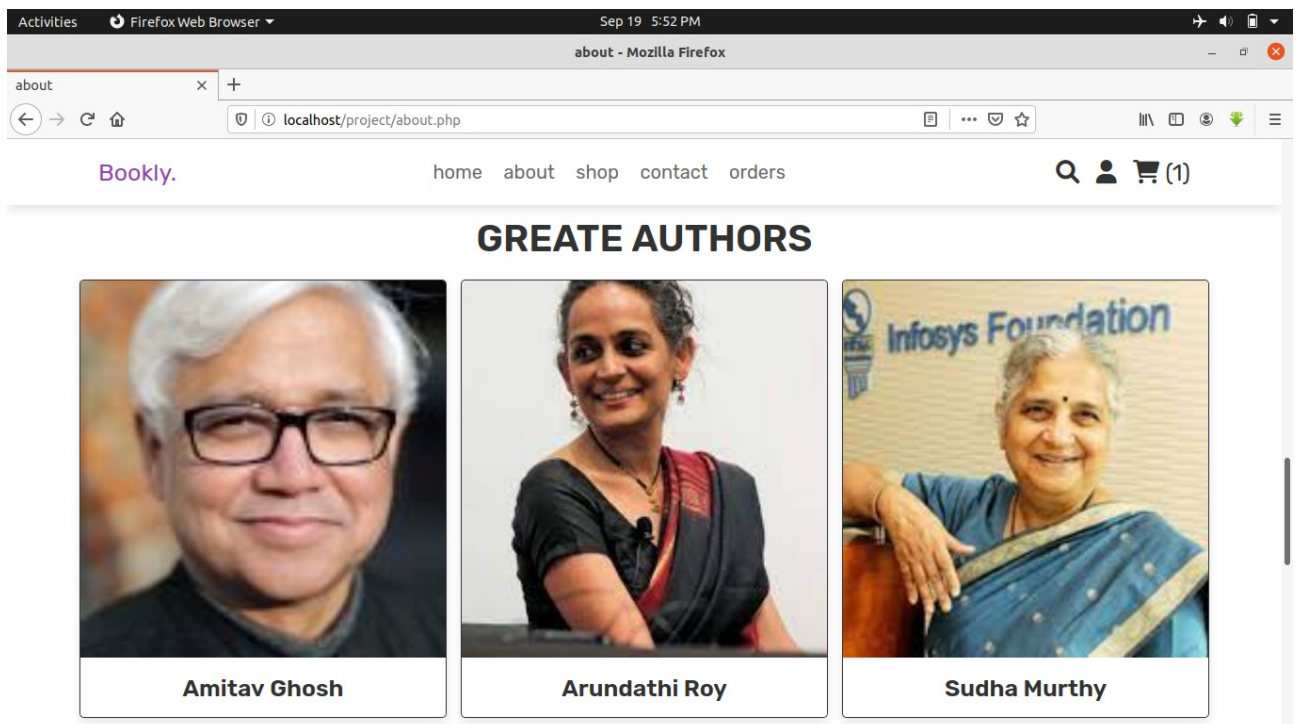 Activities Firefox Web Browser Sep 19 5:52 PM
about - Mozilla Firefox
about
localhost/project/about.php
Bookly. home about shop contact orders (1)
GREATE AUTHORS
Infosys Foundation
Amitav Ghosh Arundathi Roy Sudha Murthy